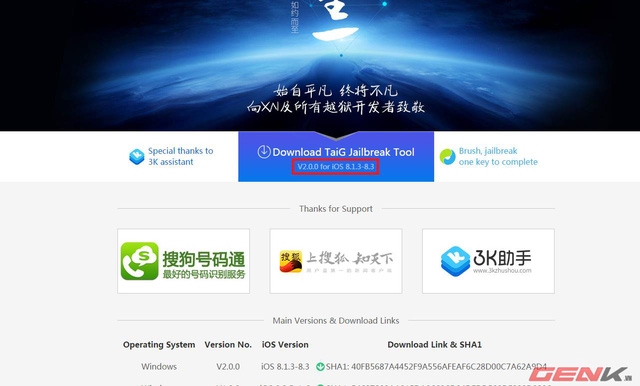 如约而至
至一
始自平凡 终将不凡
向XN及所有越狱开发者致敬
Special thanks to
3K assistant
Download TaiG Jailbreak Tool
V2.0.0 for iOS 8.1.3-8.3
Brush, jailbreak
one key to complete
Thanks for Support
搜狗号码通
最好的号码识别服务
搜狐
上搜狐 知天下
3K助手
www.3kzhushou.com
Main Versions & Download Links
Operating System Version No. iOS Version Download Link & SHA1
Windows V2.0.0 iOS 8.1.3-8.3 SHA1: 40FB5687A4452F9A556AFEAF6C28D00C7A62A9D4
GENK